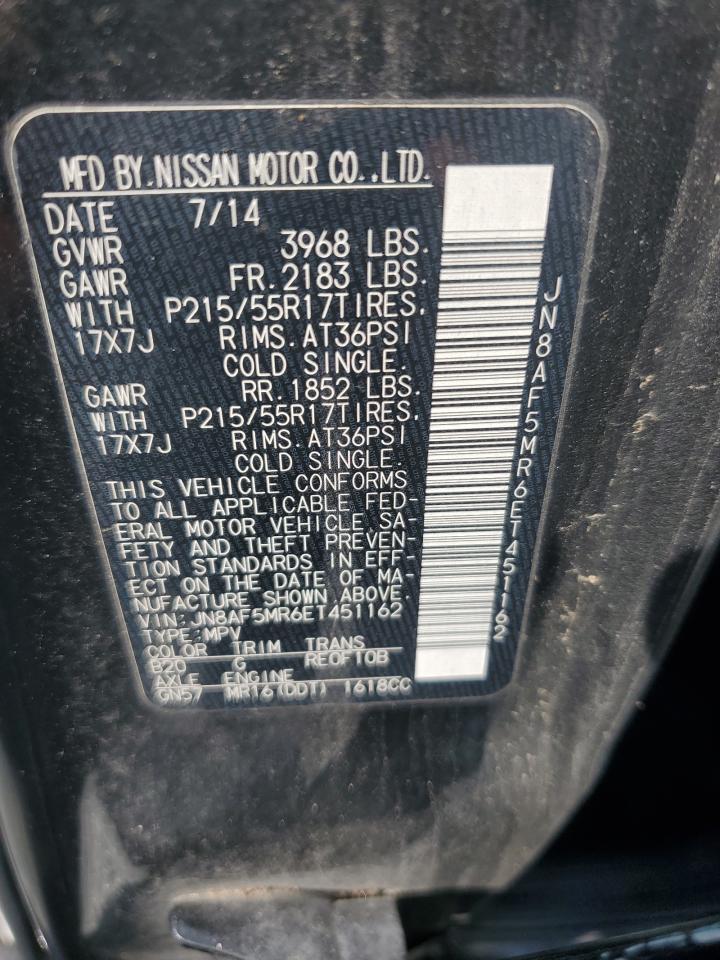 MFD BY.NISSAN MOTOR CO.,LTD.
DATE 7/14
GVWR 3968 LBS.
GAWR FR.2183 LBS.
WITH P215/55R17TIRES.
17X7J RIMS.AT36PSI
COLD SINGLE.
GAWR RR.1852 LBS.
WITH P215/55R17TIRES.
17X7J RIMS.AT36PSI
COLD SINGLE.
THIS VEHICLE CONFORMS
TO ALL APPLICABLE FED-
ERAL MOTOR VEHICLE SA-
FETY AND THEFT PREVEN-
TION STANDARDS IN EFF-
ECT ON THE DATE OF MA-
NUFACTURE SHOWN ABOVE.
VIN:JN8AF5MR6ET451162
TYPE:MPV
COLOR TRIM TRANS
B20 G RE0F10B
AXLE ENGINE
GN57 MR16(DDT) 1618CC
JN8AF5MR6ET451162